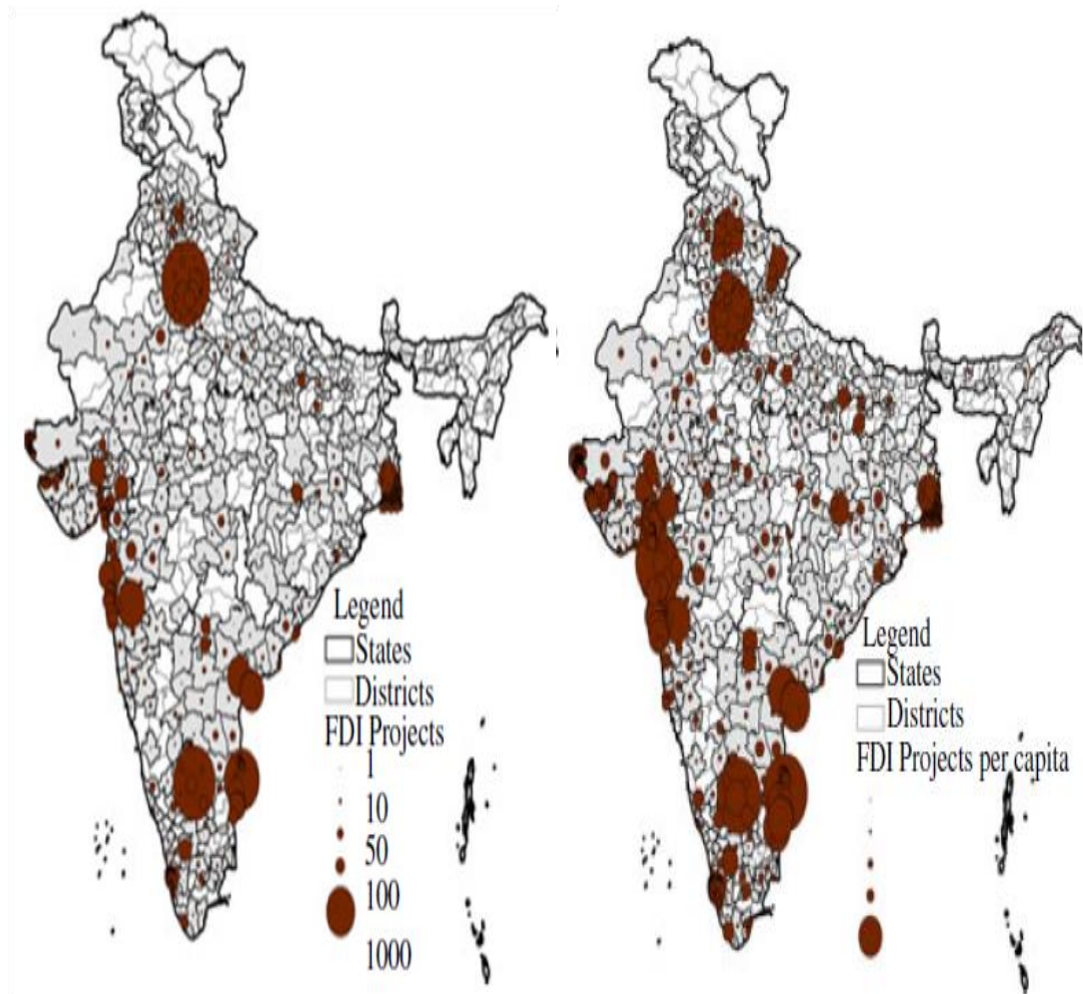 Legend
States
Districts
FDI Projects
1
10
50
100
1000
Legend
States
Districts
FDI Projects per capita